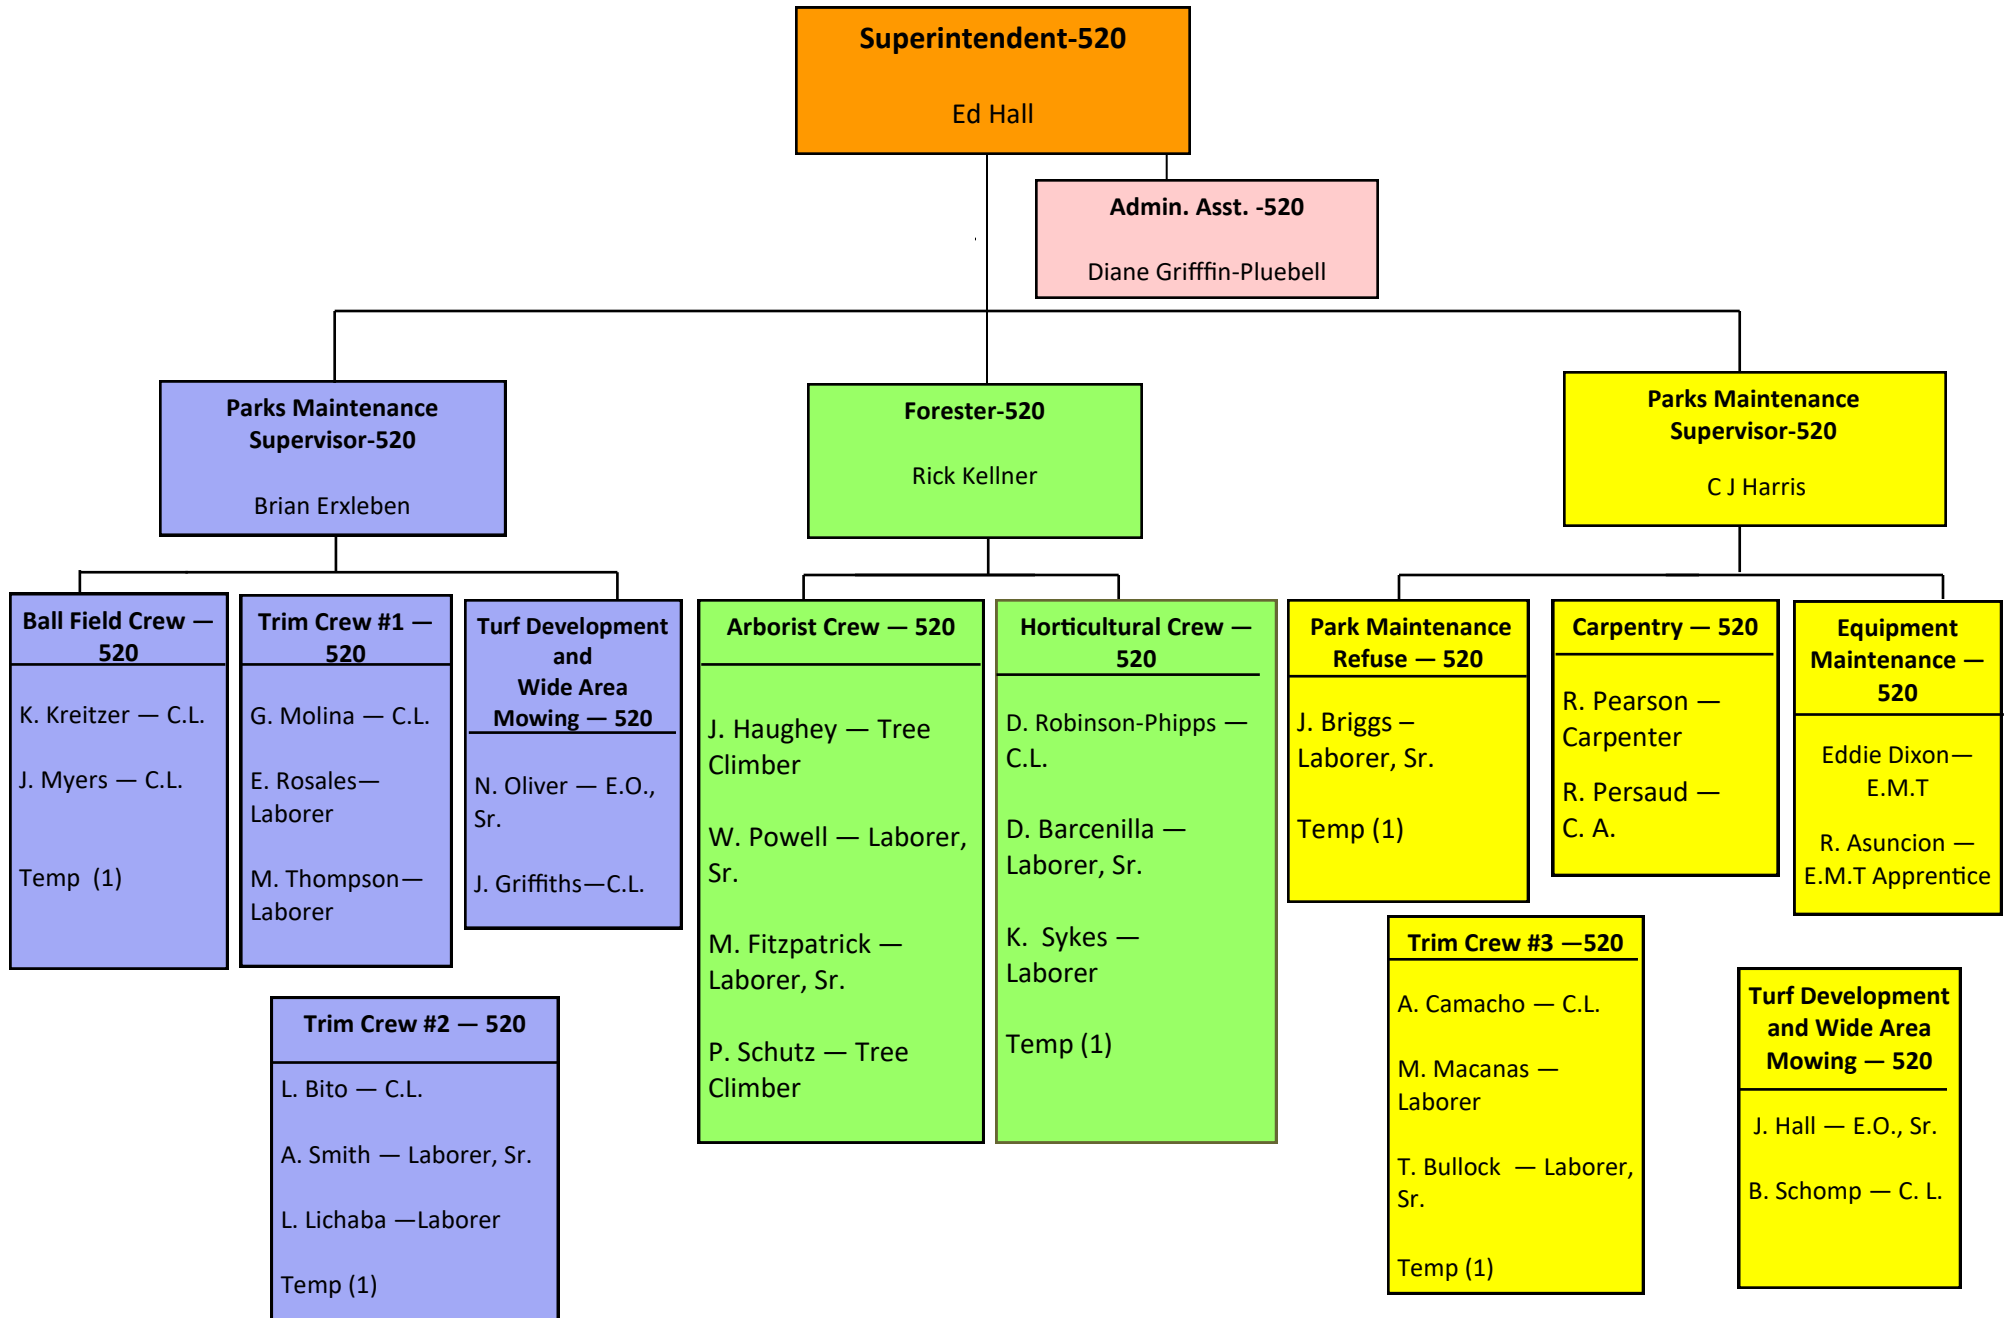 Superintendent-520
Ed Hall
Admin. Asst. -520
Diane Grifffin-Pluebell
Parks Maintenance
Supervisor-520
Brian Erxleben
Forester-520
Rick Kellner
Parks Maintenance
Supervisor-520
C J Harris
Ball Field Crew —
520
K. Kreitzer — C.L.
J. Myers — C.L.
Temp  (1)
Trim Crew #1 —
520
G. Molina — C.L.
E. Rosales—
Laborer
M. Thompson—
Laborer
Turf Development
and
Wide Area
Mowing — 520
N. Oliver — E.O.,
Sr.
J. Griffiths—C.L.
Arborist Crew — 520
J. Haughey — Tree
Climber
W. Powell — Laborer,
Sr.
M. Fitzpatrick —
Laborer, Sr.
P. Schutz — Tree
Climber
Horticultural Crew —
520
D. Robinson-Phipps —
C.L.
D. Barcenilla —
Laborer, Sr.
K.  Sykes —
Laborer
Temp (1)
Park Maintenance
Refuse — 520
J. Briggs –
Laborer, Sr.
Temp (1)
Carpentry — 520
R. Pearson —
Carpenter
R. Persaud —
C. A.
Equipment
Maintenance —
520
Eddie Dixon—
E.M.T
R. Asuncion —
E.M.T Apprentice
Trim Crew #2 — 520
L. Bito — C.L.
A. Smith — Laborer, Sr.
L. Lichaba —Laborer
Temp (1)
Trim Crew #3 —520
A. Camacho — C.L.
M. Macanas —
Laborer
T. Bullock  — Laborer,
Sr.
Temp (1)
Turf Development
and Wide Area
Mowing — 520
J. Hall — E.O., Sr.
B. Schomp — C. L.